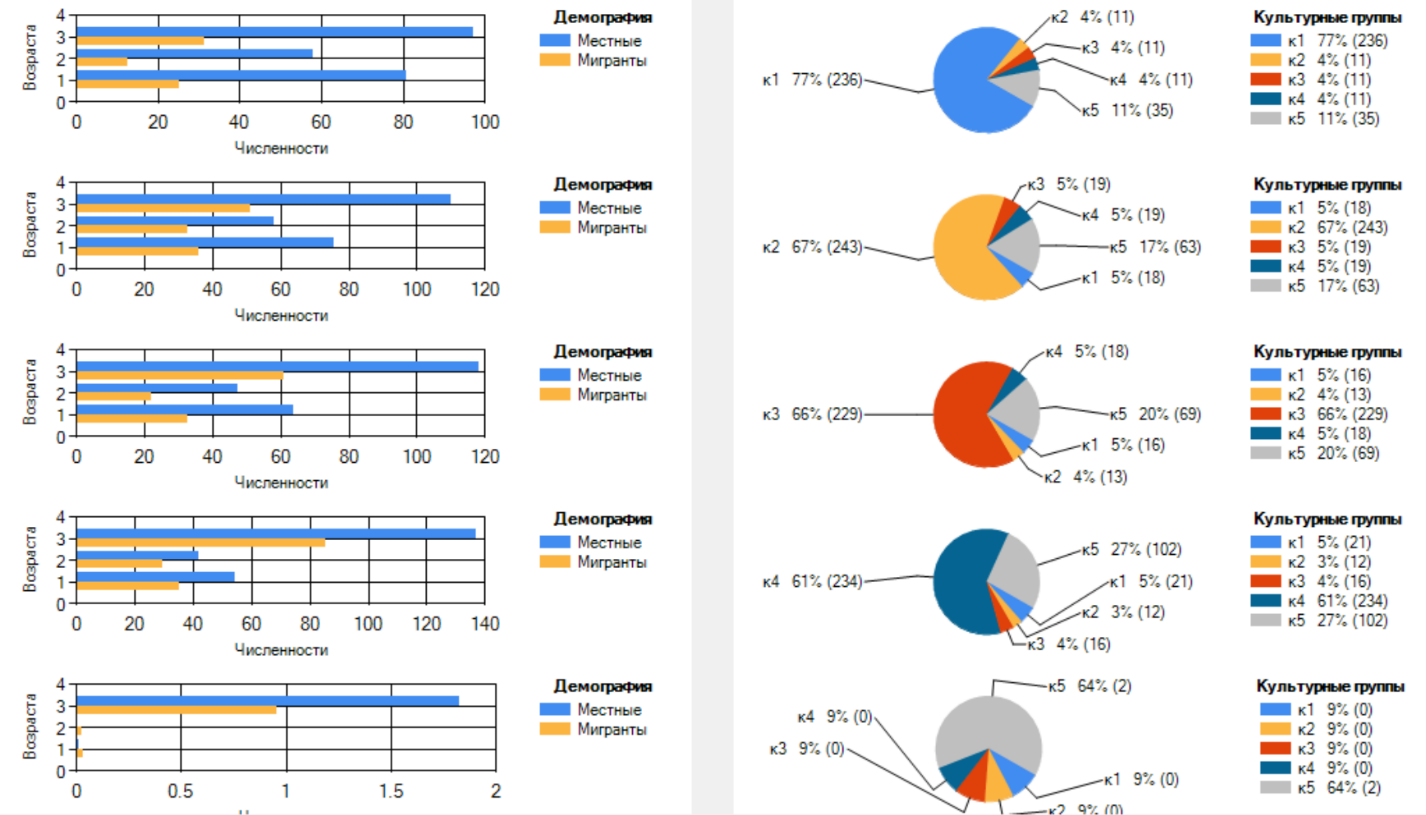 Возраста
4
3
2
1
0
0 20 40 60 80 100
Численности
Демография
Местные
Мигранты
к1 77% (236)
к2 4% (11)
к3 4% (11)
к4 4% (11)
к5 11% (35)
Культурные группы
к1 77% (236)
к2 4% (11)
к3 4% (11)
к4 4% (11)
к5 11% (35)
Возраста
4
3
2
1
0
0 20 40 60 80 100 120
Численности
Демография
Местные
Мигранты
к2 67% (243)
к3 5% (19)
к4 5% (19)
к5 17% (63)
к1 5% (18)
Культурные группы
к1 5% (18)
к2 67% (243)
к3 5% (19)
к4 5% (19)
к5 17% (63)
Возраста
4
3
2
1
0
0 20 40 60 80 100 120
Численности
Демография
Местные
Мигранты
к3 66% (229)
к4 5% (18)
к5 20% (69)
к1 5% (16)
к2 4% (13)
Культурные группы
к1 5% (16)
к2 4% (13)
к3 66% (229)
к4 5% (18)
к5 20% (69)
Возраста
4
3
2
1
0
0 20 40 60 80 100 120 140
Численности
Демография
Местные
Мигранты
к4 61% (234)
к5 27% (102)
к1 5% (21)
к2 3% (12)
к3 4% (16)
Культурные группы
к1 5% (21)
к2 3% (12)
к3 4% (16)
к4 61% (234)
к5 27% (102)
Возраста
4
3
2
1
0
0 0.5 1 1.5 2
Демография
Местные
Мигранты
к5 64% (2)
к4 9% (0)
к3 9% (0)
к1 9% (0)
к2 9% (0)
Культурные группы
к1 9% (0)
к2 9% (0)
к3 9% (0)
к4 9% (0)
к5 64% (2)